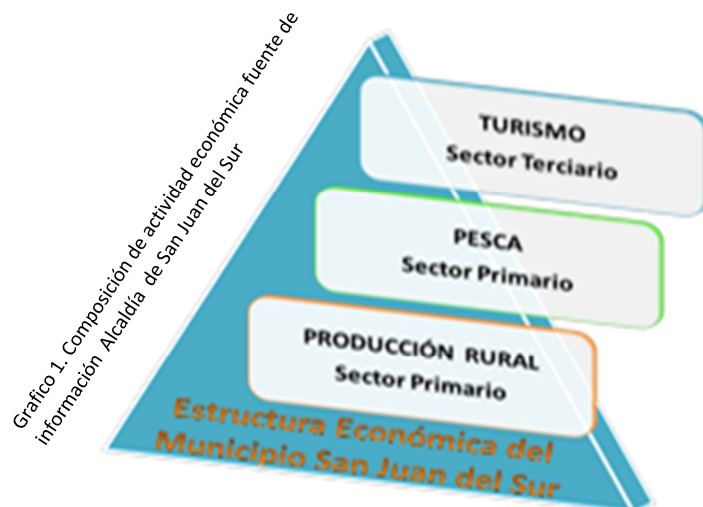 Grafico 1. Composición de actividad económica fuente de
información Alcaldía de San Juan del Sur
TURISMO
Sector Terciario
PESCA
Sector Primario
PRODUCCIÓN RURAL
Sector Primario
Estructura Económica del
Municipio San Juan del Sur